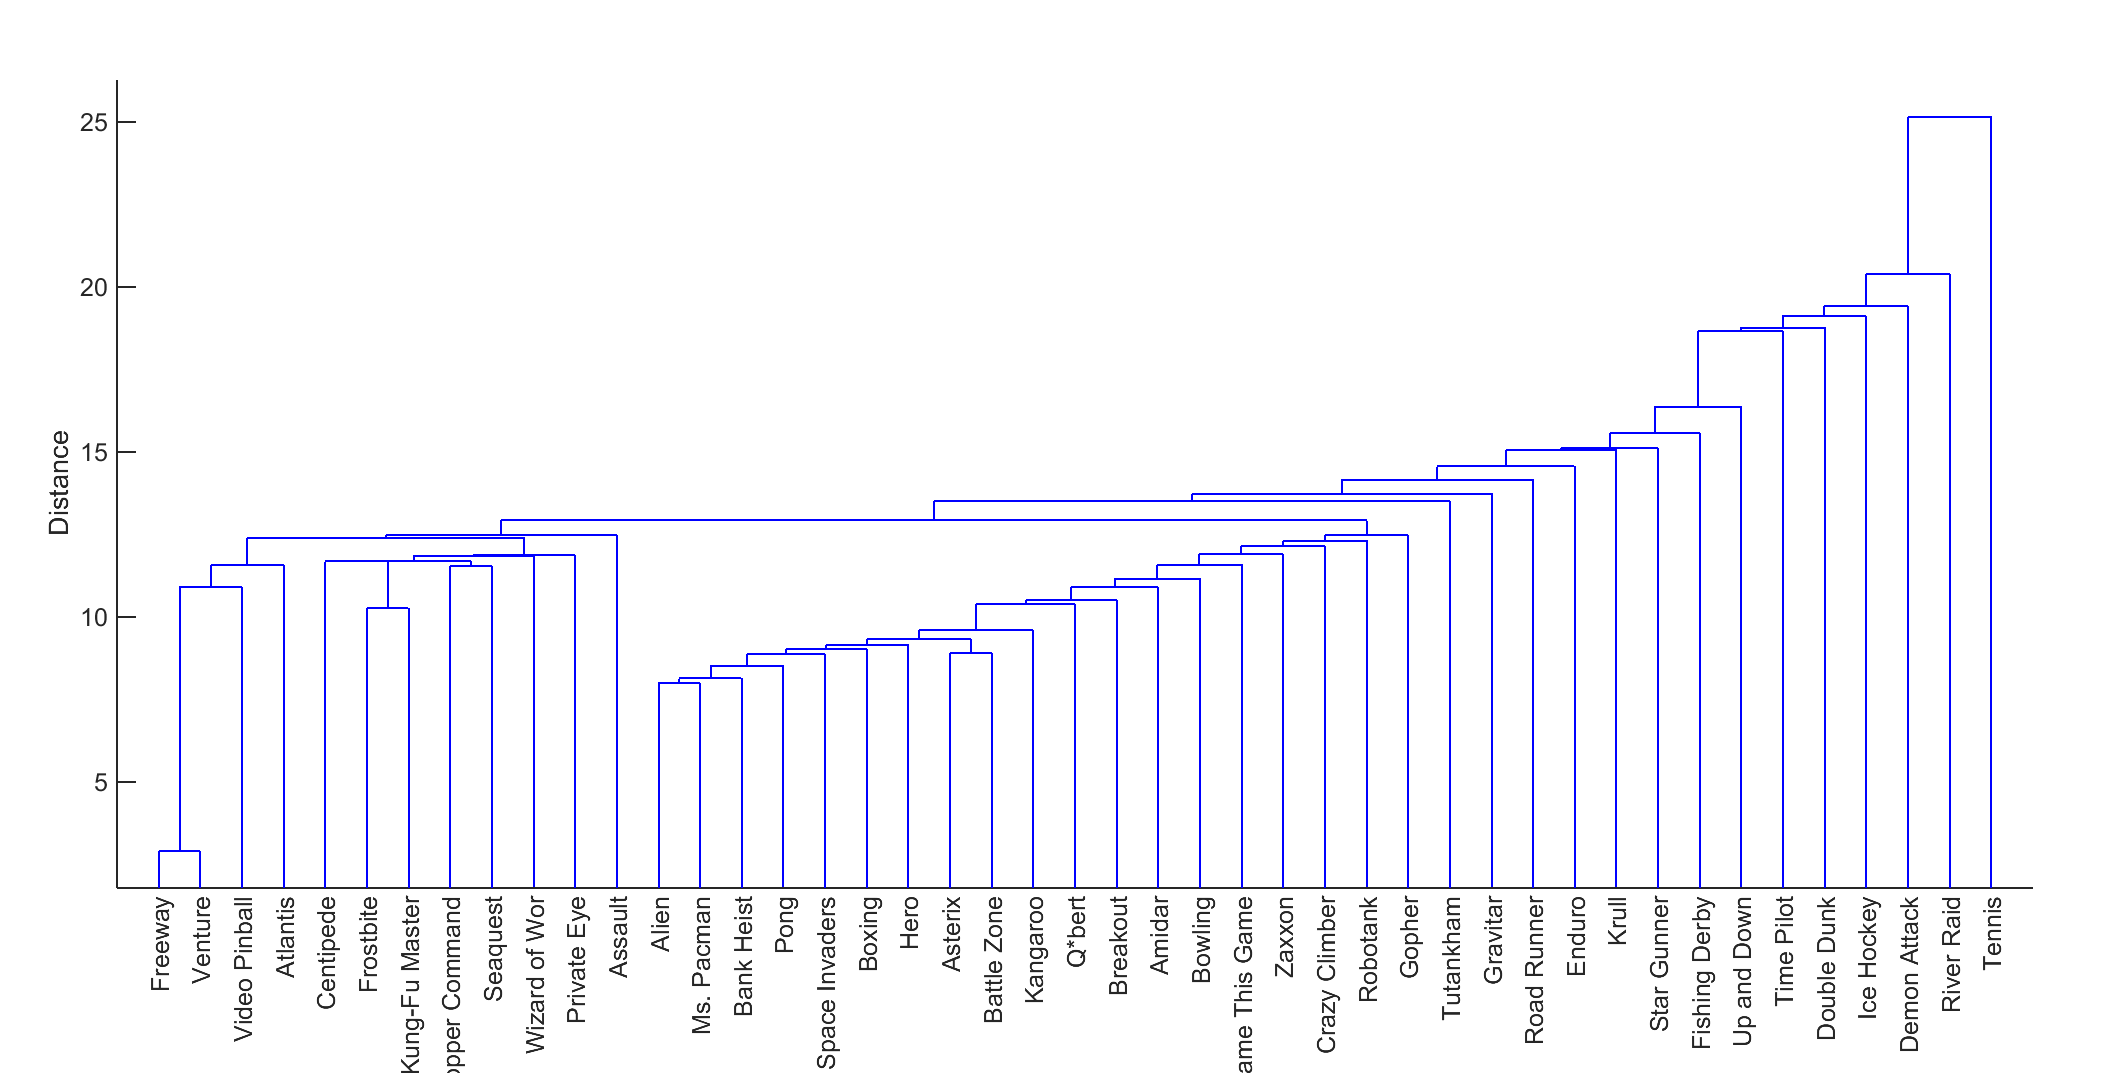 25
20
15
10
5
Distance
Freeway
Venture
Video Pinball
Atlantis
Centipede
Frostbite
Kung-Fu Master
Command
Seaquest
Wizard of Wor
Private Eye
Assault
Alien
Ms. Pacman
Bank Heist
Pong
Space Invaders
Boxing
Hero
Asterix
Battle Zone
Kangaroo
Q*bert
Breakout
Amidar
Bowling
This Game
Zaxxon
Crazy Climber
Robotank
Gopher
Tutankham
Gravitar
Road Runner
Enduro
Krull
Star Gunner
Fishing Derby
Up and Down
Time Pilot
Double Dunk
Ice Hockey
Demon Attack
River Raid
Tennis